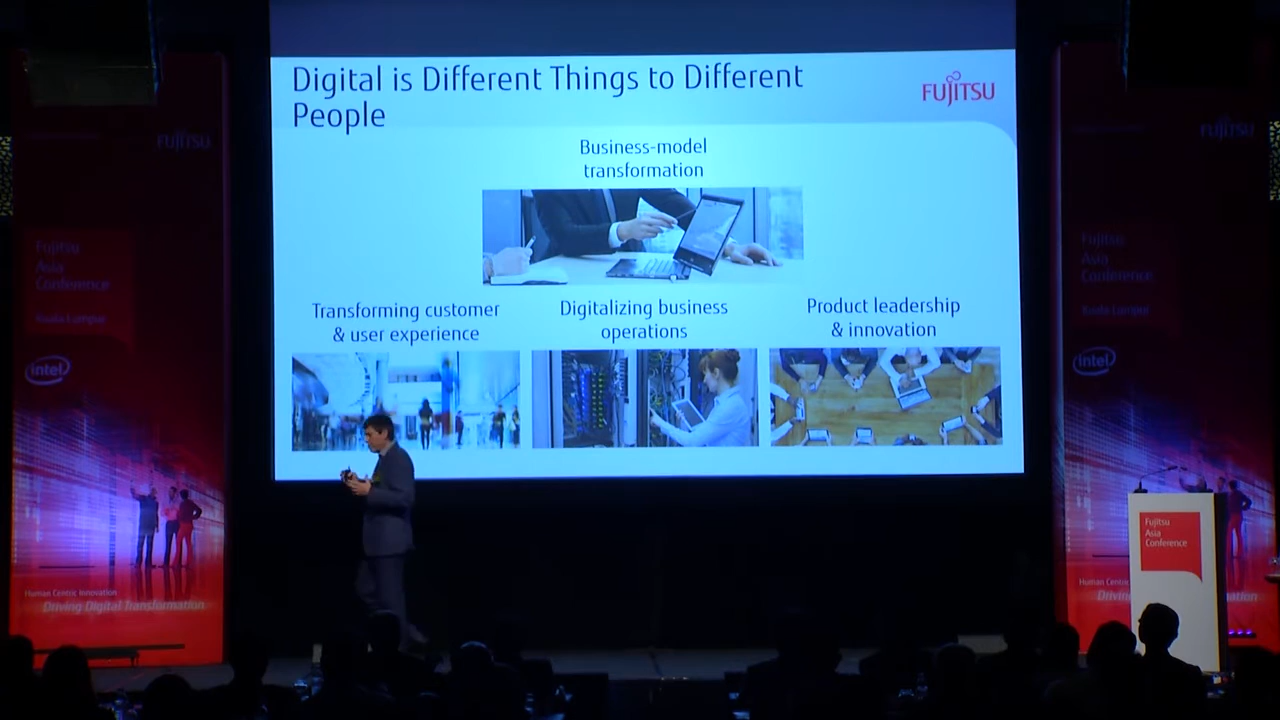 Digital is Different Things to Different
People
FUJITSU
Business-model
transformation
Transforming customer
& user experience
Digitalizing business
operations
Product leadership
& innovation
FUJITSU
Fujitsu
Asia
Conference
Kuala Lumpur
intel
Human Centric Innovation
Driving Digital Transformation
FUJITSU
Fujitsu
Asia
Conference
Kuala Lumpur
intel
Human Centric
Fujitsu
Asia
Conference